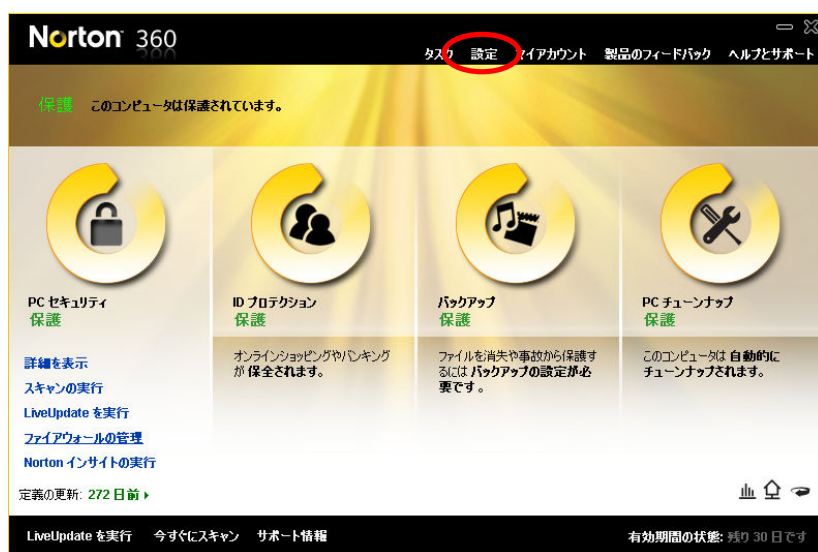 Norton 360
タスク 設定 マイアカウント 製品のフィードバック ヘルプとサポート
保護 このコンピュータは保護されています。
PC セキュリティ
保護
詳細を表示
スキャンの実行
LiveUpdate を実行
ファイアウォールの管理
Norton インサイトの実行
定義の更新: 272 日前
ID プロテクション
保護
オンラインショッピングやバンキング
が 保全されます。
バックアップ
保護
ファイルを消失や事故から保護す
るには バックアップの設定が必
要です。
PC チューンナップ
保護
このコンピュータは 自動的に
チューンナップされます。
LiveUpdate を実行 今すぐにスキャン サポート情報
有効期間の状態: 残り 30 日です